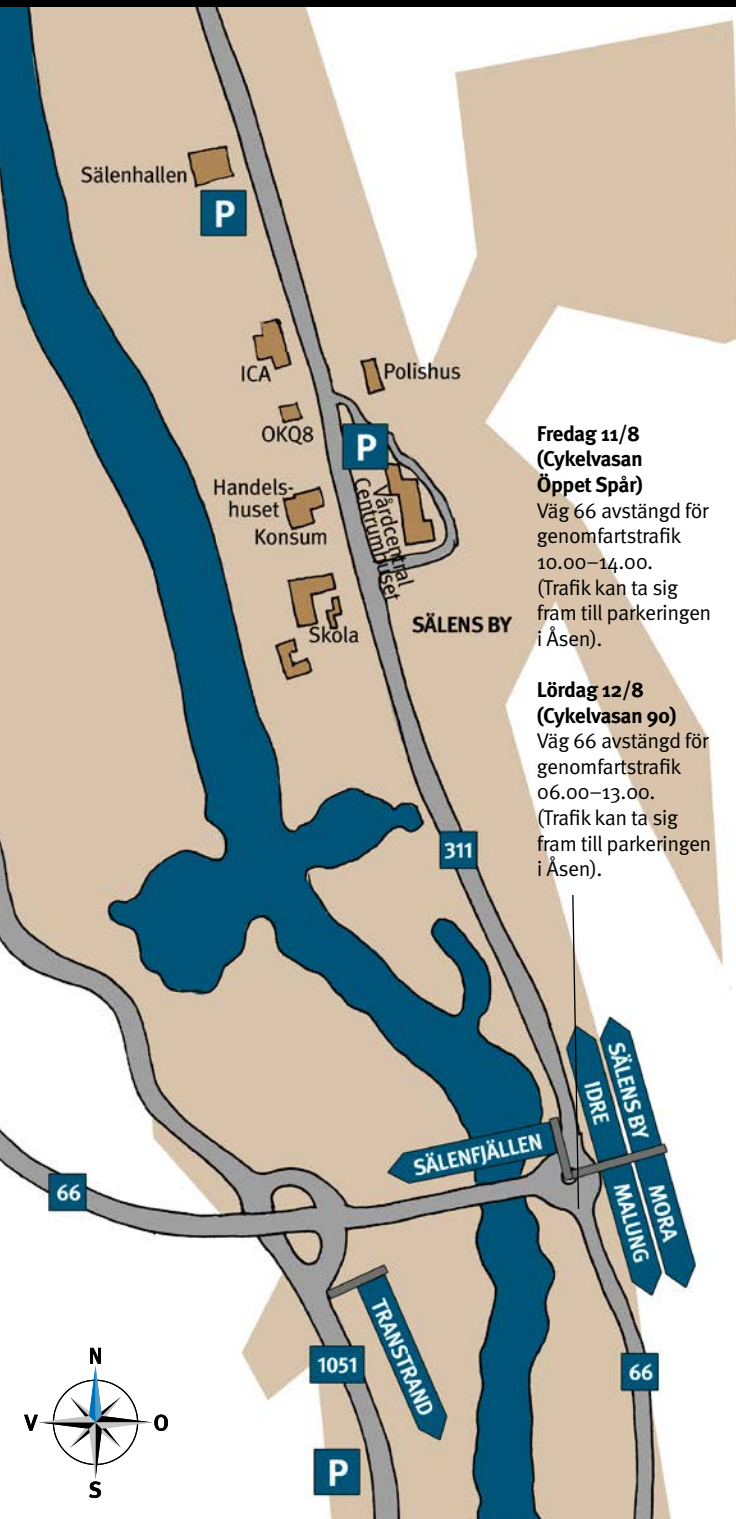 Sälenhallen
P
ICA
Polishus
OKQ8
P
Handels-
huset
Konsum
Vårdcentral
Centrumhuset
Skola
SÄLENS BY
Fredag 11/8
(Cykelvasan
Öppet Spår)
Väg 66 avstängd för
genomfartstrafik
10.00–14.00.
(Trafik kan ta sig
fram till parkeringen
i Åsen).
Lördag 12/8
(Cykelvasan 90)
Väg 66 avstängd för
genomfartstrafik
06.00–13.00.
(Trafik kan ta sig
fram till parkeringen
i Åsen).
311
SÄLENS BY
IDRE
SÄLENFJÄLLEN
MORA
MALUNG
66
TRANSTRAND
1051
66
N
V
O
S
P